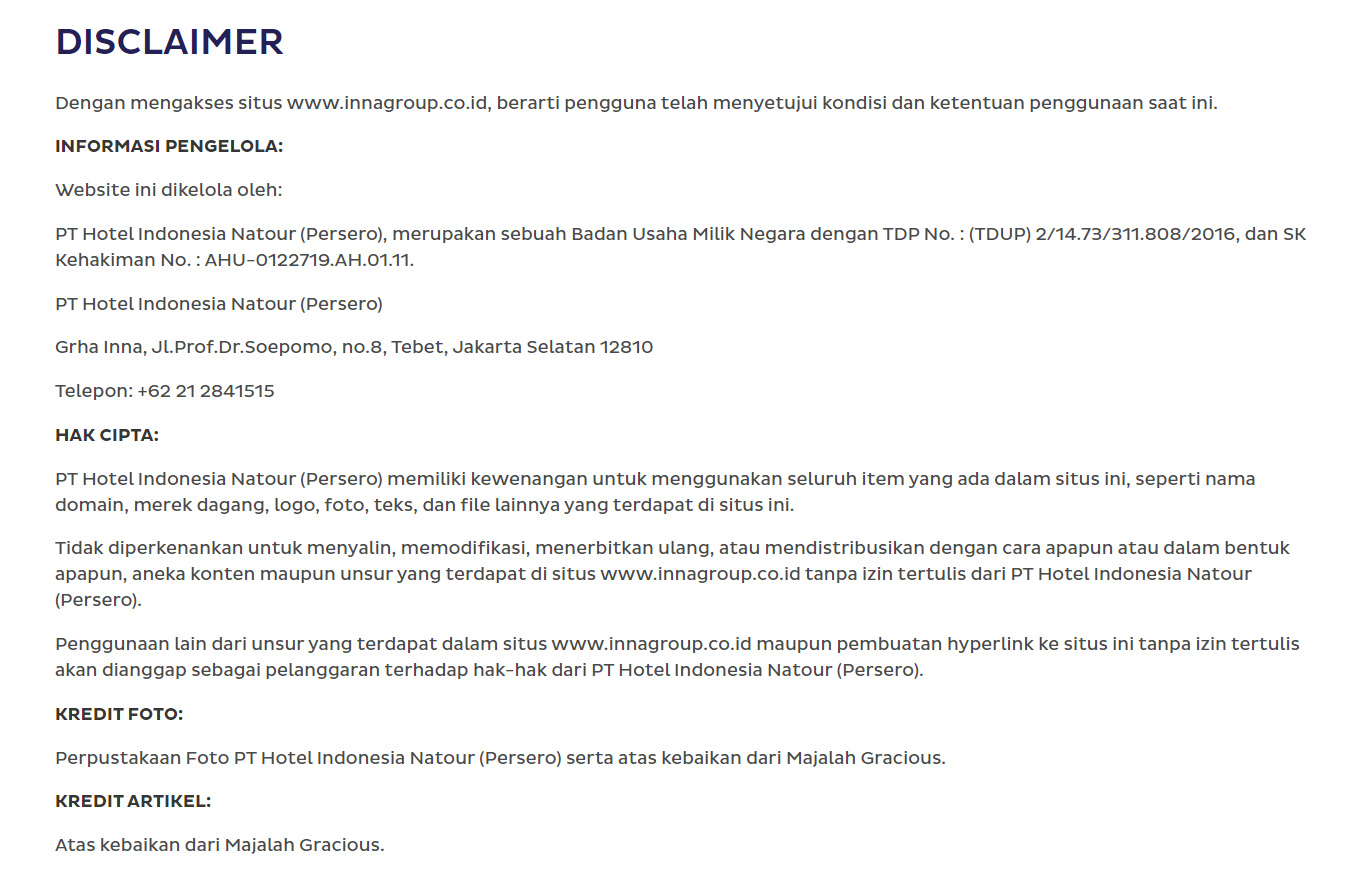 DISCLAIMER
Dengan mengakses situs www.innagroup.co.id, berarti pengguna telah menyetujui kondisi dan ketentuan penggunaan saat ini.
INFORMASI PENGELOLA:
Website ini dikelola oleh:
PT Hotel Indonesia Natour (Persero), merupakan sebuah Badan Usaha Milik Negara dengan TDP No. : (TDUP) 2/14.73/311.808/2016, dan SK
Kehakiman No. : AHU-0122719.AH.01.11.
PT Hotel Indonesia Natour (Persero)
Grha Inna, Jl.Prof.Dr.Soepomo, no.8, Tebet, Jakarta Selatan 12810
Telepon: +62 21 2841515
HAK CIPTA:
PT Hotel Indonesia Natour (Persero) memiliki kewenangan untuk menggunakan seluruh item yang ada dalam situs ini, seperti nama
domain, merek dagang, logo, foto, teks, dan file lainnya yang terdapat di situs ini.
Tidak diperkenankan untuk menyalin, memodifikasi, menerbitkan ulang, atau mendistribusikan dengan cara apapun atau dalam bentuk
apapun, aneka konten maupun unsur yang terdapat di situs www.innagroup.co.id tanpa izin tertulis dari PT Hotel Indonesia Natour
(Persero).
Penggunaan lain dari unsur yang terdapat dalam situs www.innagroup.co.id maupun pembuatan hyperlink ke situs ini tanpa izin tertulis
akan dianggap sebagai pelanggaran terhadap hak-hak dari PT Hotel Indonesia Natour (Persero).
KREDIT FOTO:
Perpustakaan Foto PT Hotel Indonesia Natour (Persero) serta atas kebaikan dari Majalah Gracious.
KREDIT ARTIKEL:
Atas kebaikan dari Majalah Gracious.